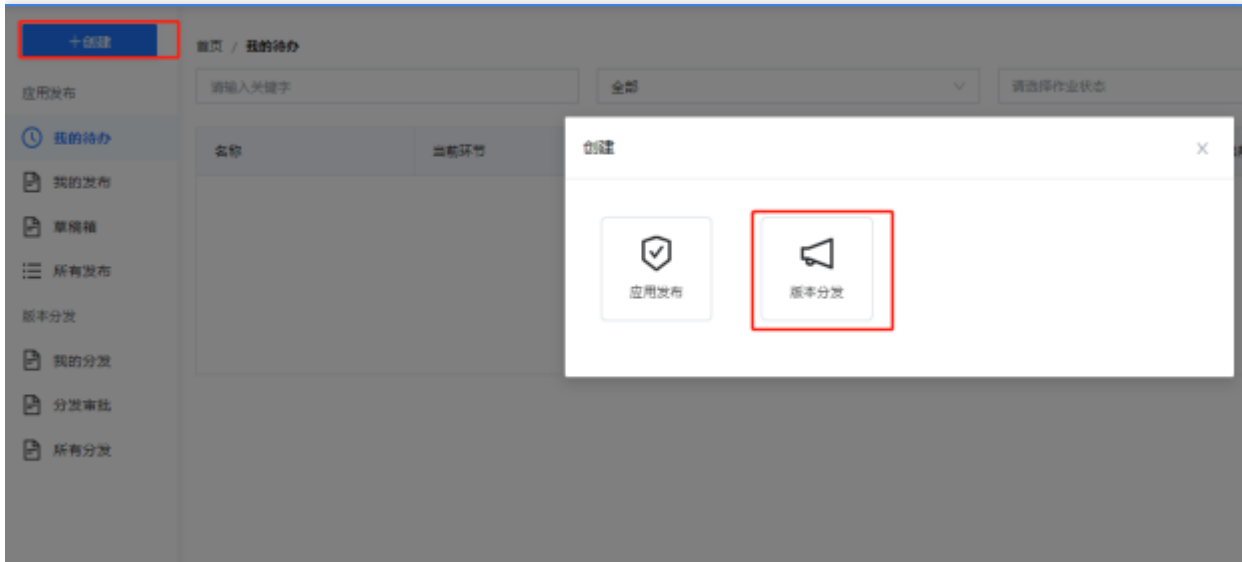 十创建
首页 / 我的待办
请输入关键字
全部
请选择作业状态
应用发布
我的待办
我的发布
草稿箱
所有发布
版本分发
我的分发
分发审批
所有分发
名称
当前环节
创建
应用发布
版本分发